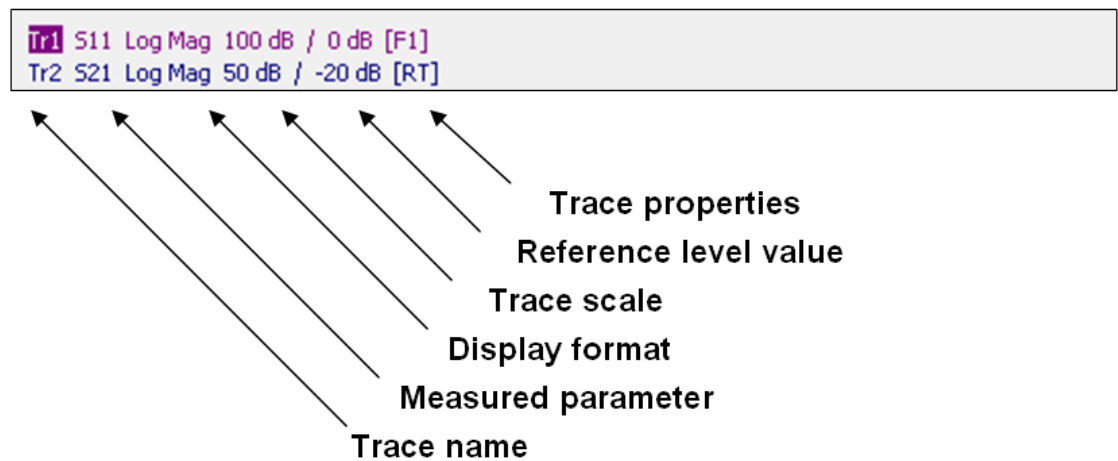 Tr1 S11 Log Mag 100 dB / 0 dB [F1]
Tr2 S21 Log Mag 50 dB / -20 dB [RT]
Trace properties
Reference level value
Trace scale
Display format
Measured parameter
Trace name